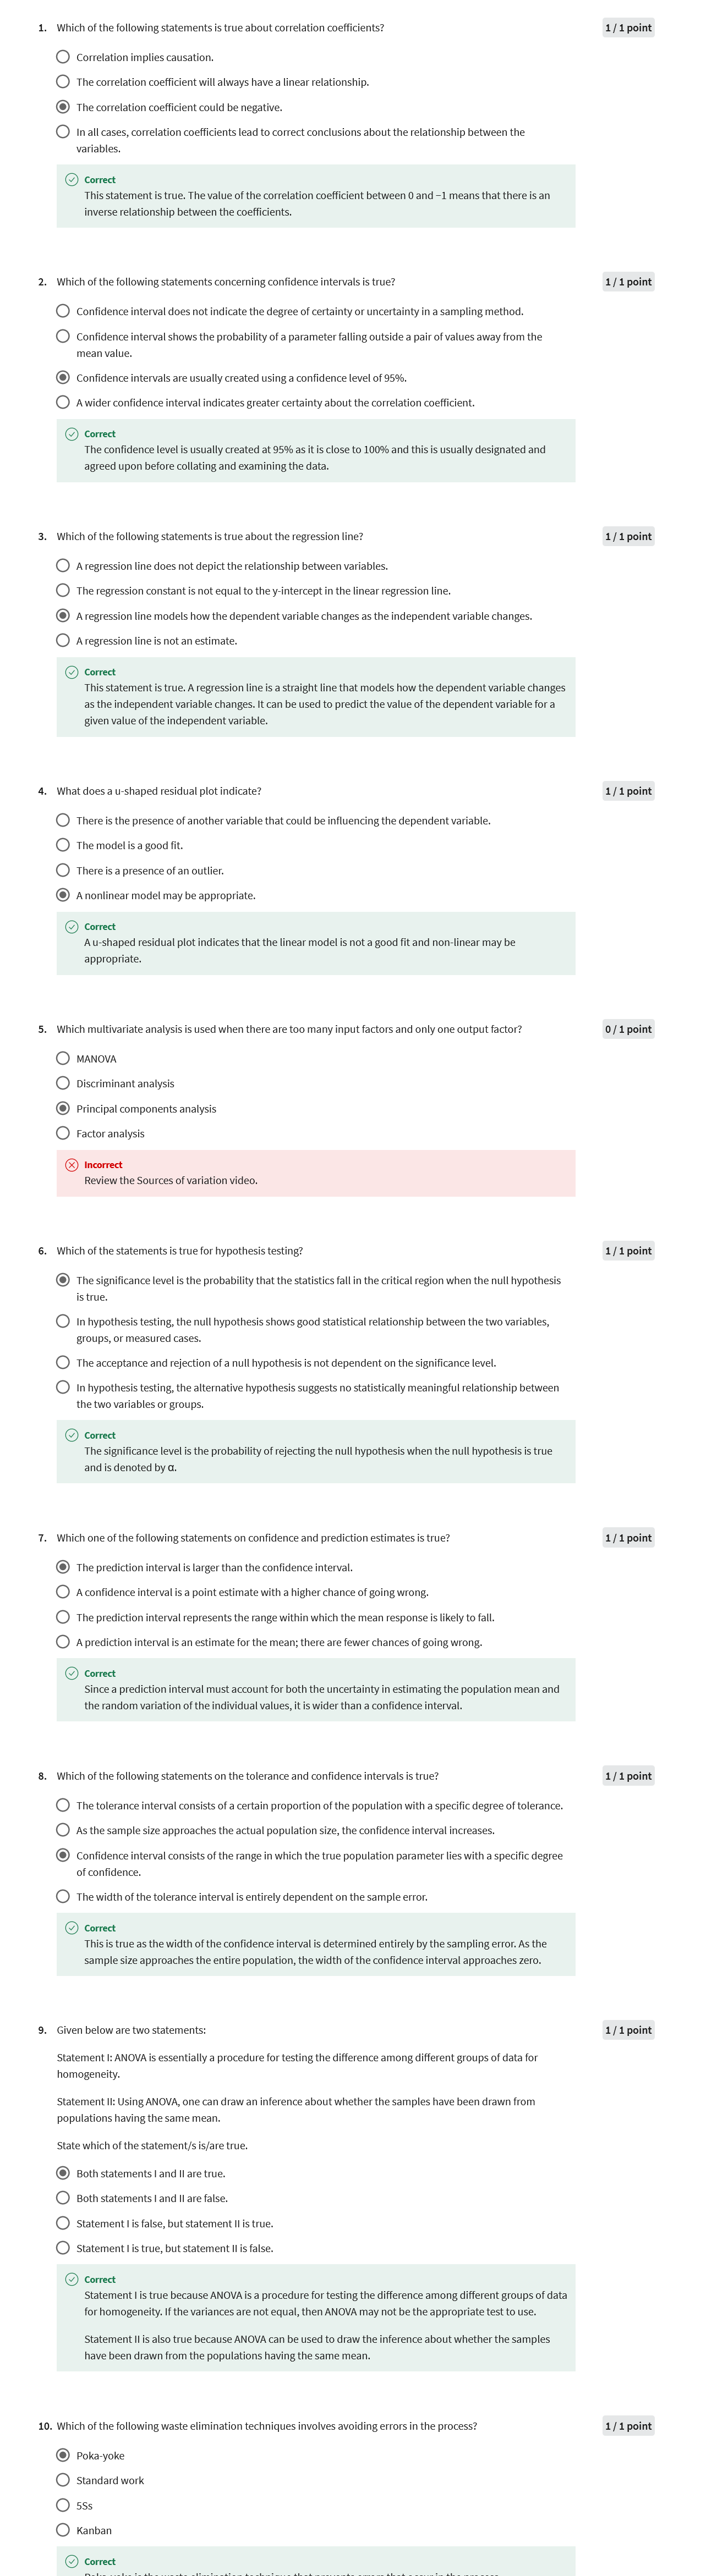 1. Which of the following statements is true about correlation coefficients? 1 / 1 point
Correlation implies causation.
The correlation coefficient will always have a linear relationship.
The correlation coefficient could be negative.
In all cases, correlation coefficients lead to correct conclusions about the relationship between the
variables.
Correct
This statement is true. The value of the correlation coefficient between 0 and −1 means that there is an
inverse relationship between the coefficients.
2. Which of the following statements concerning confidence intervals is true? 1 / 1 point
Confidence interval does not indicate the degree of certainty or uncertainty in a sampling method.
Confidence interval shows the probability of a parameter falling outside a pair of values away from the
mean value.
Confidence intervals are usually created using a confidence level of 95%.
A wider confidence interval indicates greater certainty about the correlation coefficient.
Correct
The confidence level is usually created at 95% as it is close to 100% and this is usually designated and
agreed upon before collating and examining the data.
3. Which of the following statements is true about the regression line? 1 / 1 point
A regression line does not depict the relationship between variables.
The regression constant is not equal to the y-intercept in the linear regression line.
A regression line models how the dependent variable changes as the independent variable changes.
A regression line is not an estimate.
Correct
This statement is true. A regression line is a straight line that models how the dependent variable changes
as the independent variable changes. It can be used to predict the value of the dependent variable for a
given value of the independent variable.
4. What does a u-shaped residual plot indicate? 1 / 1 point
There is the presence of another variable that could be influencing the dependent variable.
The model is a good fit.
There is a presence of an outlier.
A nonlinear model may be appropriate.
Correct
A u-shaped residual plot indicates that the linear model is not a good fit and non-linear may be
appropriate.
5. Which multivariate analysis is used when there are too many input factors and only one output factor? 0 / 1 point
MANOVA
Discriminant analysis
Principal components analysis
Factor analysis
Incorrect
Review the Sources of variation video.
6. Which of the statements is true for hypothesis testing? 1 / 1 point
The significance level is the probability that the statistics fall in the critical region when the null hypothesis
is true.
In hypothesis testing, the null hypothesis shows good statistical relationship between the two variables,
groups, or measured cases.
The acceptance and rejection of a null hypothesis is not dependent on the significance level.
In hypothesis testing, the alternative hypothesis suggests no statistically meaningful relationship between
the two variables or groups.
Correct
The significance level is the probability of rejecting the null hypothesis when the null hypothesis is true
and is denoted by α.
7. Which one of the following statements on confidence and prediction estimates is true? 1 / 1 point
The prediction interval is larger than the confidence interval.
A confidence interval is a point estimate with a higher chance of going wrong.
The prediction interval represents the range within which the mean response is likely to fall.
A prediction interval is an estimate for the mean; there are fewer chances of going wrong.
Correct
Since a prediction interval must account for both the uncertainty in estimating the population mean and
the random variation of the individual values, it is wider than a confidence interval.
8. Which of the following statements on the tolerance and confidence intervals is true? 1 / 1 point
The tolerance interval consists of a certain proportion of the population with a specific degree of tolerance.
As the sample size approaches the actual population size, the confidence interval increases.
Confidence interval consists of the range in which the true population parameter lies with a specific degree
of confidence.
The width of the tolerance interval is entirely dependent on the sample error.
Correct
This is true as the width of the confidence interval is determined entirely by the sampling error. As the
sample size approaches the entire population, the width of the confidence interval approaches zero.
9. Given below are two statements: 1 / 1 point
Statement I: ANOVA is essentially a procedure for testing the difference among different groups of data for
homogeneity.
Statement II: Using ANOVA, one can draw an inference about whether the samples have been drawn from
populations having the same mean.
State which of the statement/s is/are true.
Both statements I and II are true.
Both statements I and II are false.
Statement I is false, but statement II is true.
Statement I is true, but statement II is false.
Correct
Statement I is true because ANOVA is a procedure for testing the difference among different groups of data
for homogeneity. If the variances are not equal, then ANOVA may not be the appropriate test to use.
Statement II is also true because ANOVA can be used to draw the inference about whether the samples
have been drawn from the populations having the same mean.
10. Which of the following waste elimination techniques involves avoiding errors in the process? 1 / 1 point
Poka-yoke
Standard work
5Ss
Kanban
Correct